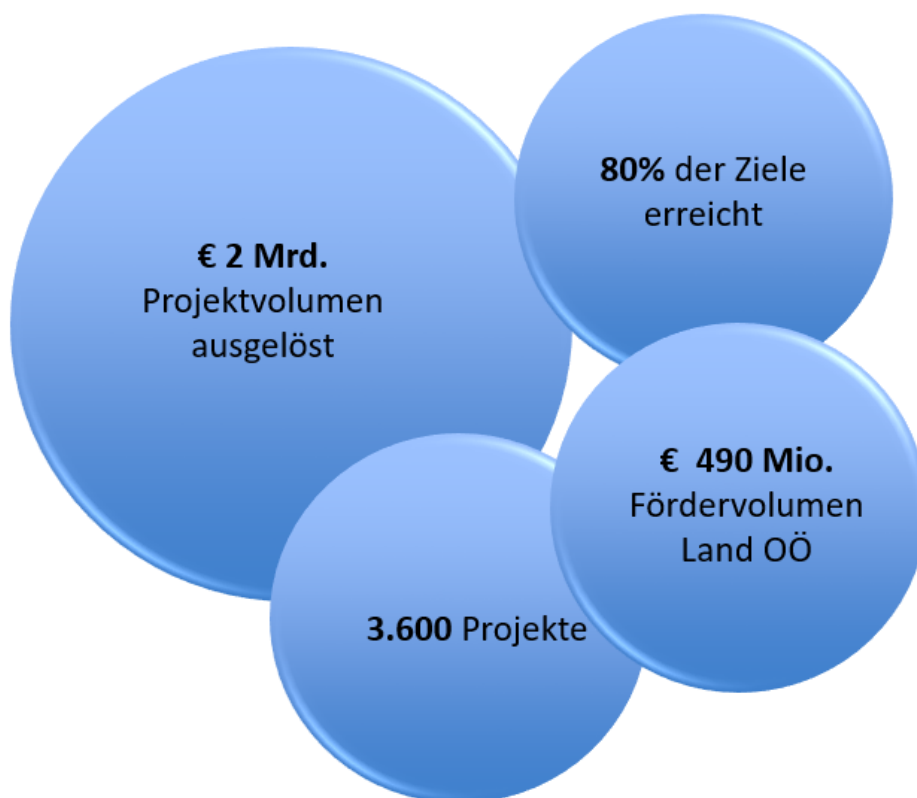 € 2 Mrd.
Projektvolumen
ausgelöst
80% der Ziele
erreicht
€ 490 Mio.
Fördervolumen
Land OÖ
3.600 Projekte